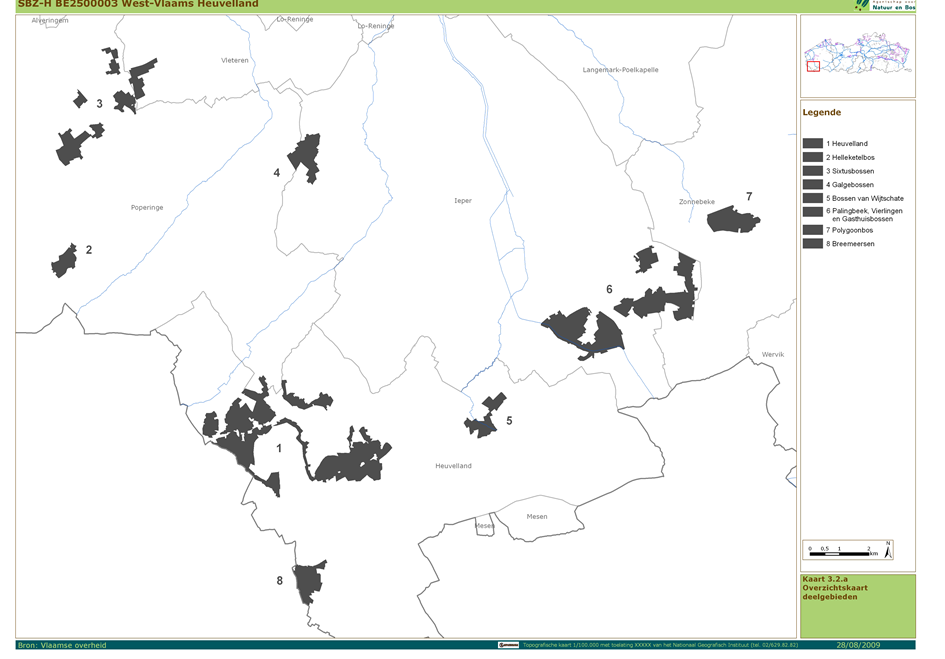 SBZ-H BE2500003 West-Vlaams Heuvelland
Agentschap voor
Natuur en Bos
Alveringem
Lo-Reninge
Lo-Reninge
Vleteren
Langemark-Poelkapelle
3
4
Poperinge
Ieper
Zonnebeke
7
2
6
Wervik
5
1
Heuvelland
Mesen
Mesen
8
Legende
1 Heuvelland
2 Helleketelbos
3 Sixtusbossen
4 Galgebossen
5 Bossen van Wijtschate
6 Palingbeek, Vierlingen
en Gasthuisbossen
7 Polygoonbos
8 Breemeersen
0 0,5 1 2
km
N
Kaart 3.2.a
Overzichtskaart
deelgebieden
Bron: Vlaamse overheid
Topografische kaart 1/100.000 met toelating XXXXX van het Nationaal Geografisch Instituut (tel. 02/629.82.82)
28/08/2009